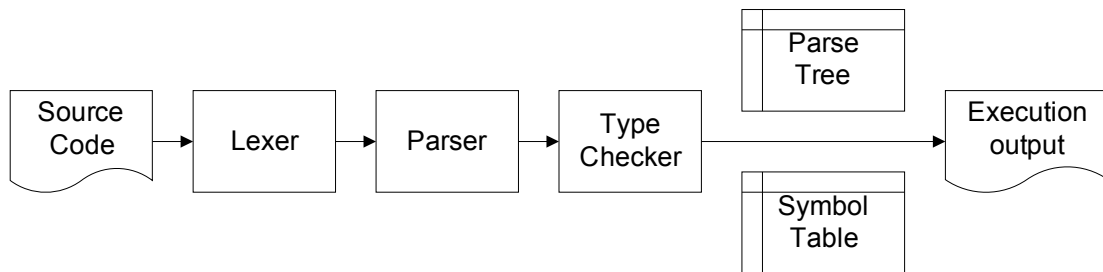 Source
Code
Lexer
Parser
Type
Checker
Parse
Tree
Symbol
Table
Execution
output